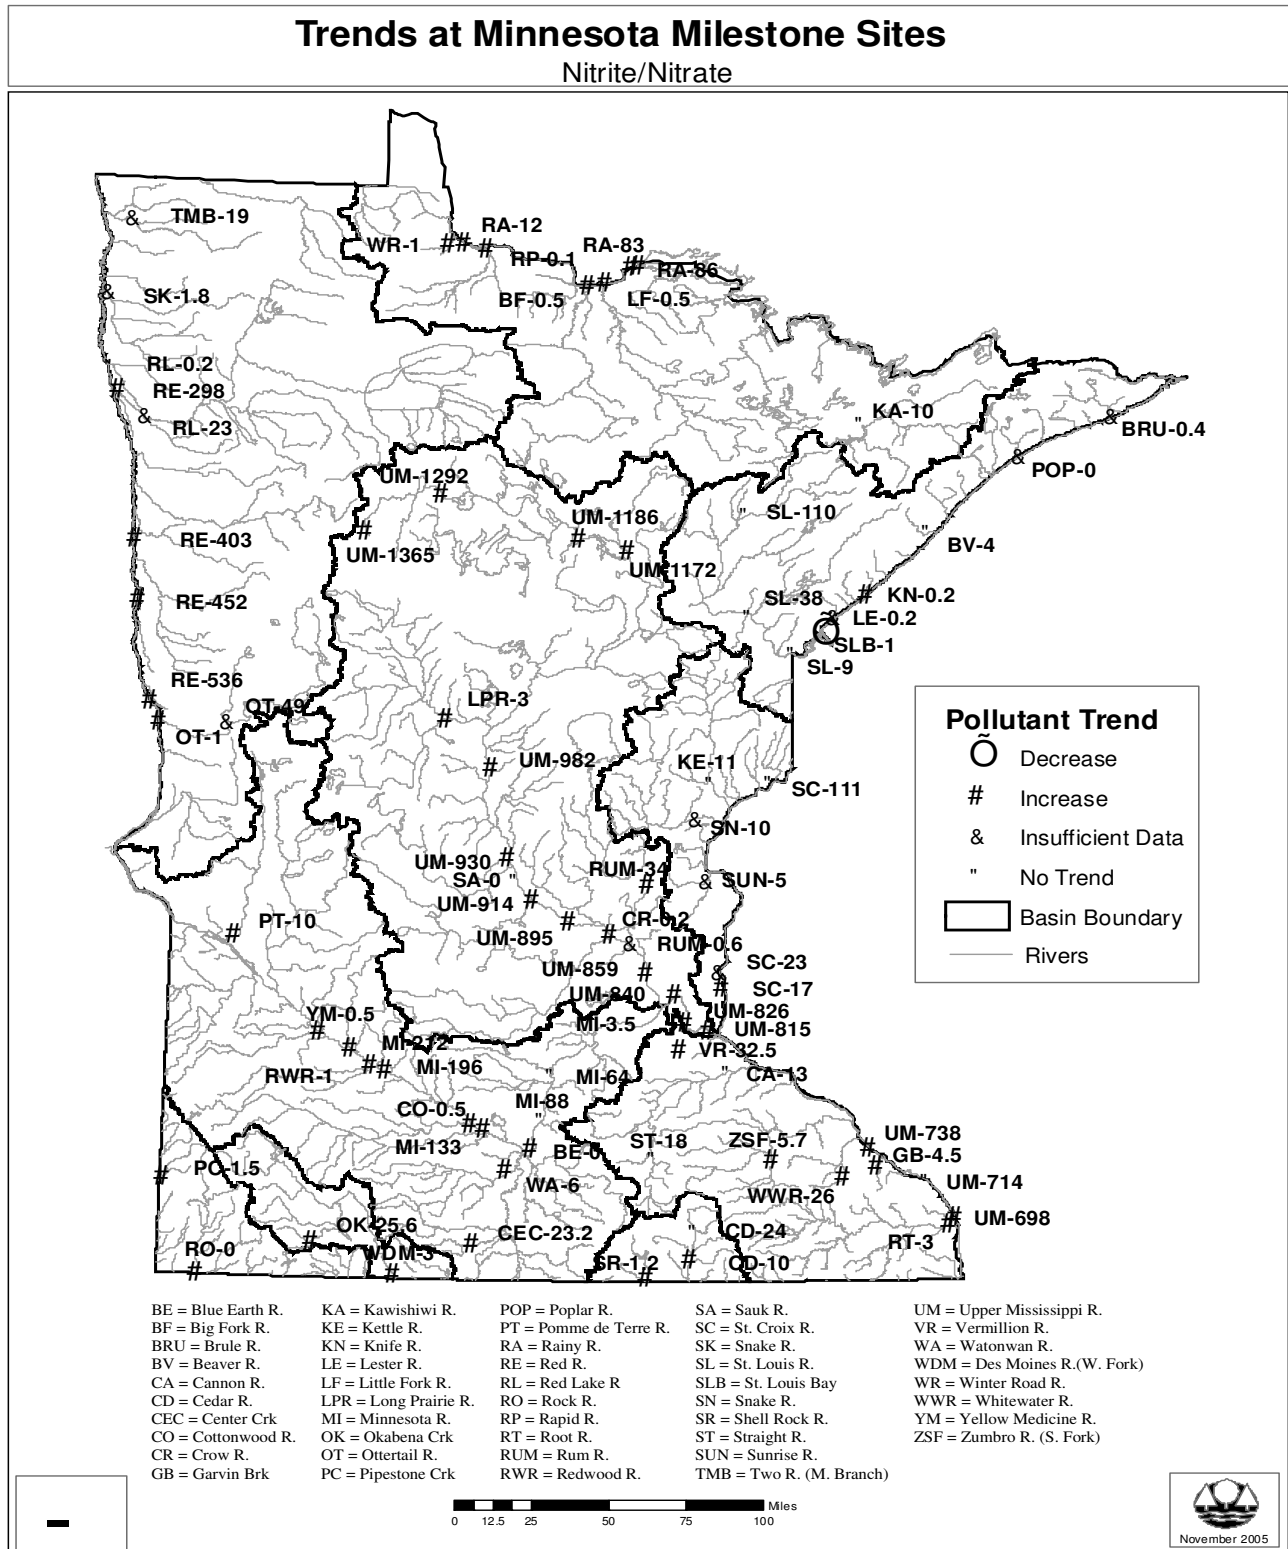 Trends at Minnesota Milestone Sites
Nitrite/Nitrate
& TMB-19
WR-1 # # # RA-12
RP-0.1
RA-83
# # RA-86
& SK-1.8
BF-0.5 # # LF-0.5
RL-0.2
# RE-298
& RL-23
" KA-10
& BRU-0.4
& POP-0
UM-1292
#
# UM-1365
UM-1186
# #
UM-1172
" SL-110
" BV-4
# RE-403
# RE-452
SL-38
"
# KN-0.2
& LE-0.2
Õ SLB-1
" SL-9
RE-536
#
# OT-1
& OT-49
LPR-3
#
# UM-982
KE-11
"
" SC-111
& SN-10
Pollutant Trend
Õ Decrease
# Increase
& Insufficient Data
" No Trend
Basin Boundary
Rivers
UM-930 #
SA-0 "
UM-914 #
RUM-34
#
& SUN-5
# PT-10
UM-895 #
# CR-0.2
& RUM-0.6
UM-859 #
& SC-23
# SC-17
UM-840 #
UM-826
# UM-815
YM-0.5
# #
MI-212
MI-3.5
# VR-32.5
RWR-1 # # MI-196
" MI-64
" CA-13
CO-0.5 # #
MI-88
"
MI-133
# BE-0
ST-18
"
ZSF-5.7
#
# UM-738
# GB-4.5
# PC-1.5
# WA-6
WWR-26 #
" UM-714
# # UM-698
RT-3
OK-25.6
#
# CEC-23.2
" CD-24
RO-0
#
WDM-3
#
SR-1.2
#
# CD-10
BE = Blue Earth R.
BF = Big Fork R.
BRU = Brule R.
BV = Beaver R.
CA = Cannon R.
CD = Cedar R.
CEC = Center Crk
CO = Cottonwood R.
CR = Crow R.
GB = Garvin Brk
KA = Kawishiwi R.
KE = Kettle R.
KN = Knife R.
LE = Lester R.
LF = Little Fork R.
LPR = Long Prairie R.
MI = Minnesota R.
OK = Okabena Crk
OT = Ottertail R.
PC = Pipestone Crk
POP = Poplar R.
PT = Pomme de Terre R.
RA = Rainy R.
RE = Red R.
RL = Red Lake R
RO = Rock R.
RP = Rapid R.
RT = Root R.
RUM = Rum R.
RWR = Redwood R.
SA = Sauk R.
SC = St. Croix R.
SK = Snake R.
SL = St. Louis R.
SLB = St. Louis Bay
SN = Snake R.
SR = Shell Rock R.
ST = Straight R.
SUN = Sunrise R.
TMB = Two R. (M. Branch)
UM = Upper Mississippi R.
VR = Vermillion R.
WA = Watonwan R.
WDM = Des Moines R.(W. Fork)
WR = Winter Road R.
WWR = Whitewater R.
YM = Yellow Medicine R.
ZSF = Zumbro R. (S. Fork)
Miles
0 12.5 25 50 75 100
November 2005